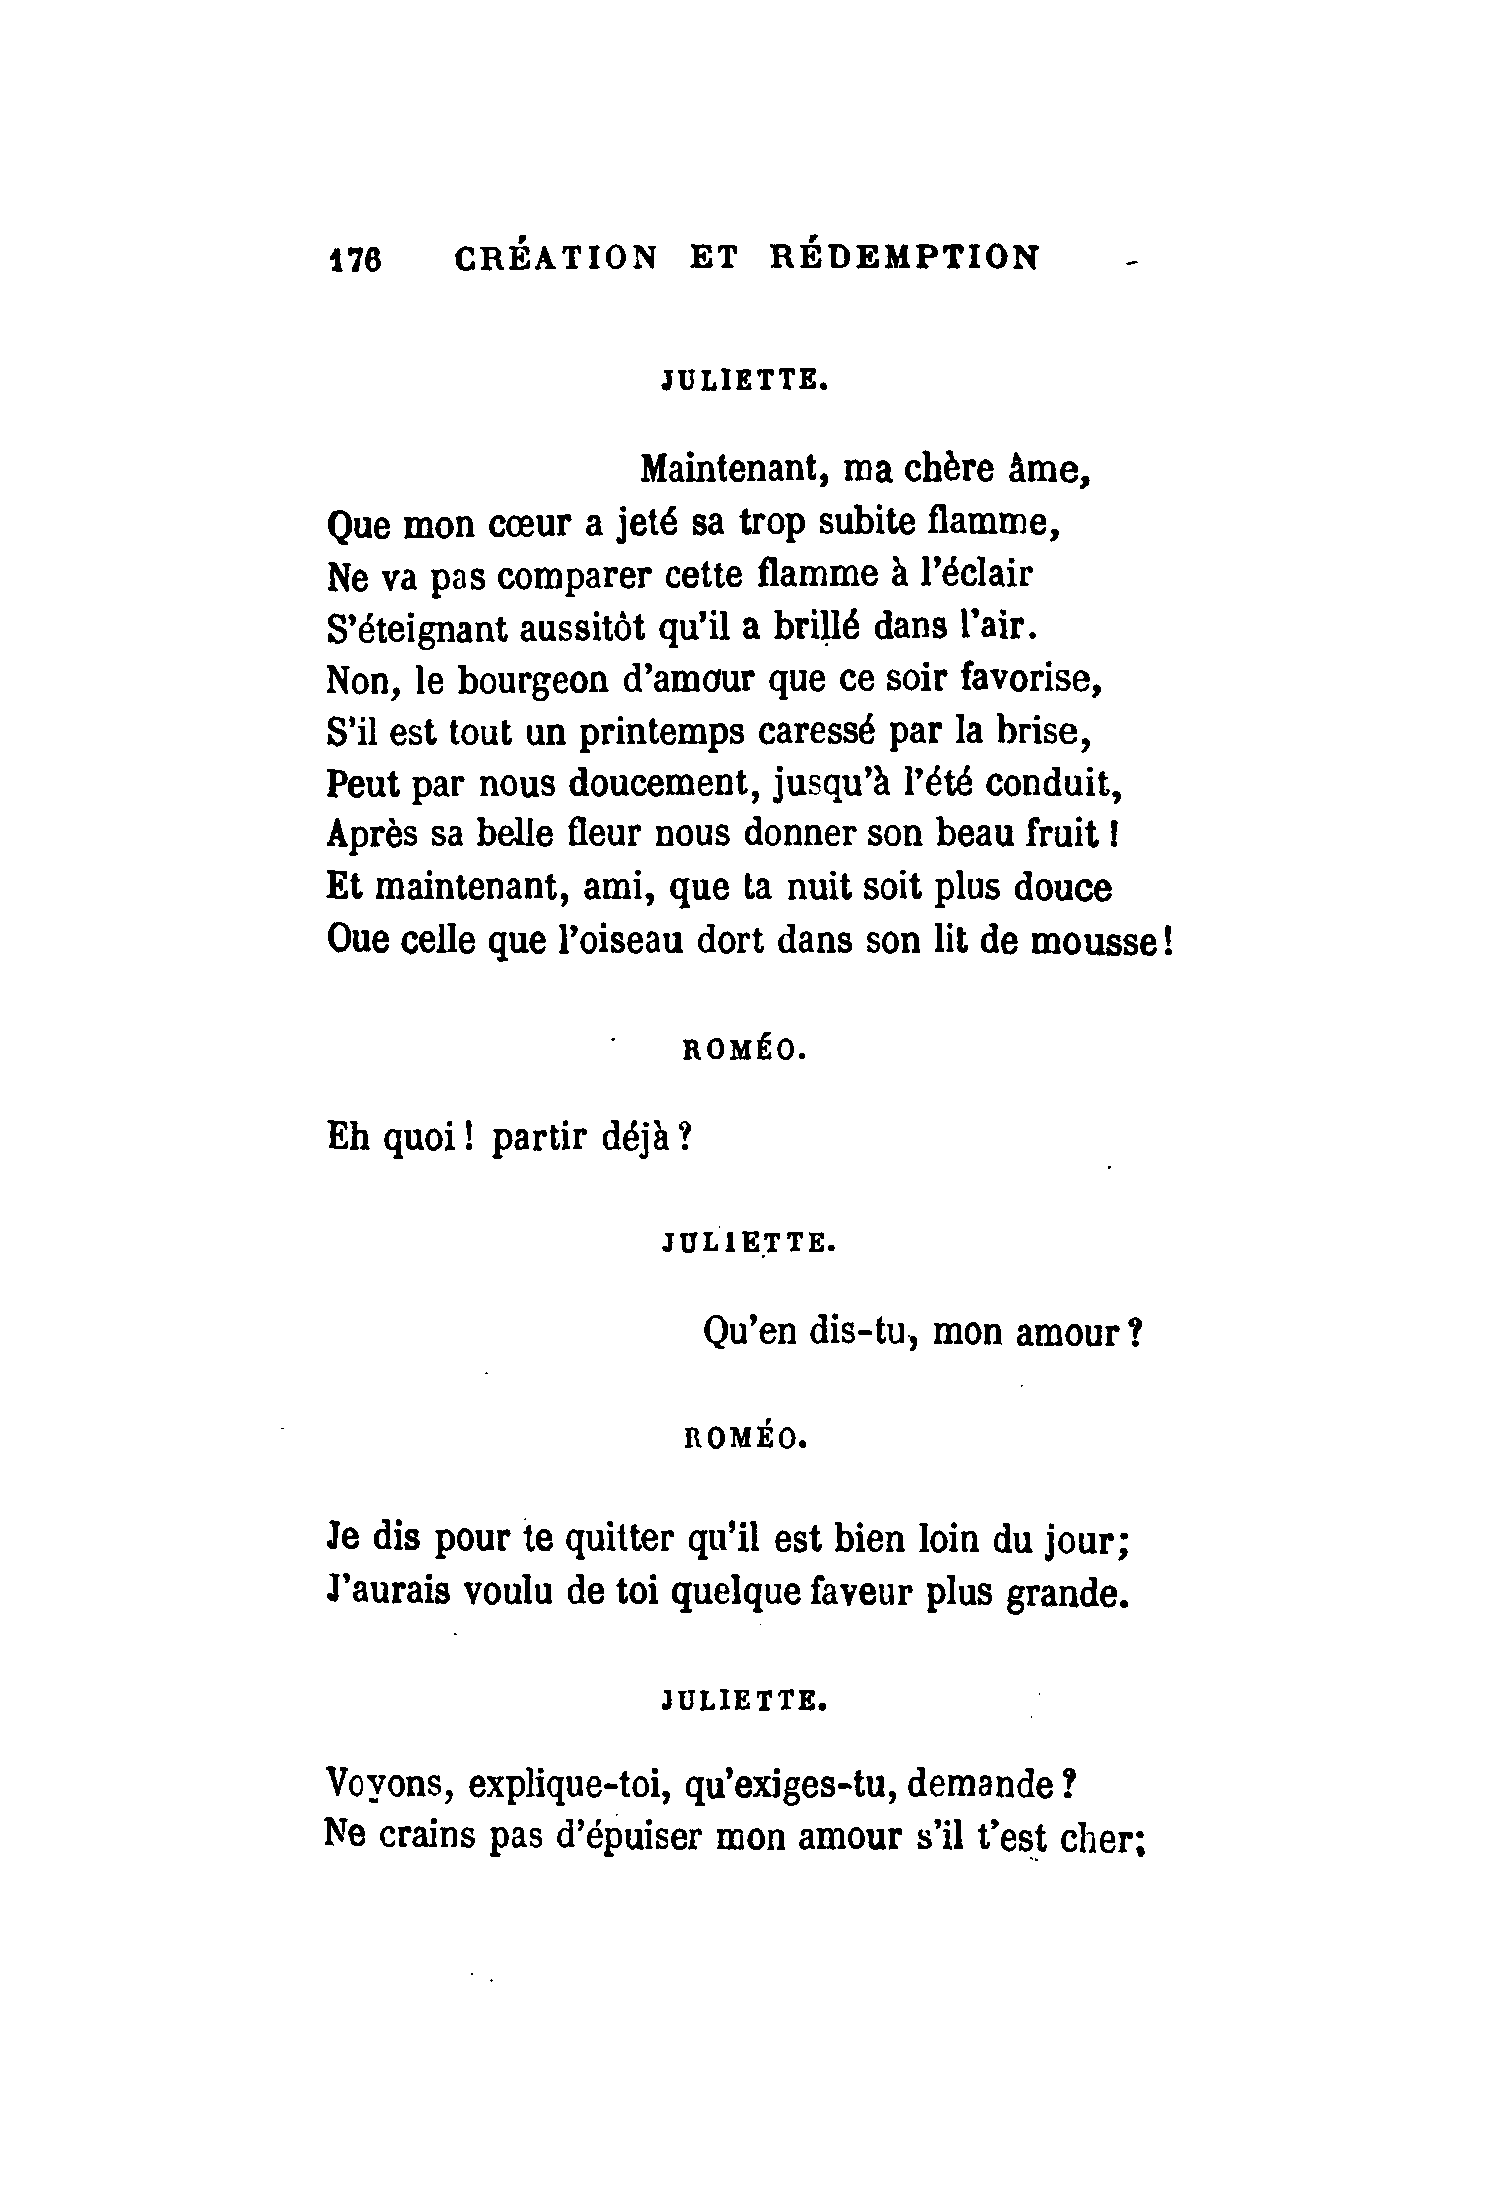 176 CRÉATION ET RÉDEMPTION
JULIETTE.
Maintenant, ma chère âme,
Que mon cœur a jeté sa trop subite flamme,
Ne va pas comparer cette flamme à l'éclair
S'éteignant aussitôt qu'il a brillé dans l'air.
Non, le bourgeon d'amour que ce soir favorise,
S'il est tout un printemps caressé par la brise,
Peut par nous doucement, jusqu'à l'été conduit,
Après sa belle fleur nous donner son beau fruit !
Et maintenant, ami, que ta nuit soit plus douce
Oue celle que l'oiseau dort dans son lit de mousse!
ROMÉO.
Eh quoi ! partir déjà ?
JULIETTE.
Qu'en dis-tu, mon amour ?
ROMÉO.
Je dis pour te quitter qu'il est bien loin du jour;
J'aurais voulu de toi quelque faveur plus grande.
JULIETTE.
Voyons, explique-toi, qu'exiges-tu, demande ?
Ne crains pas d'épuiser mon amour s'il t'est cher;